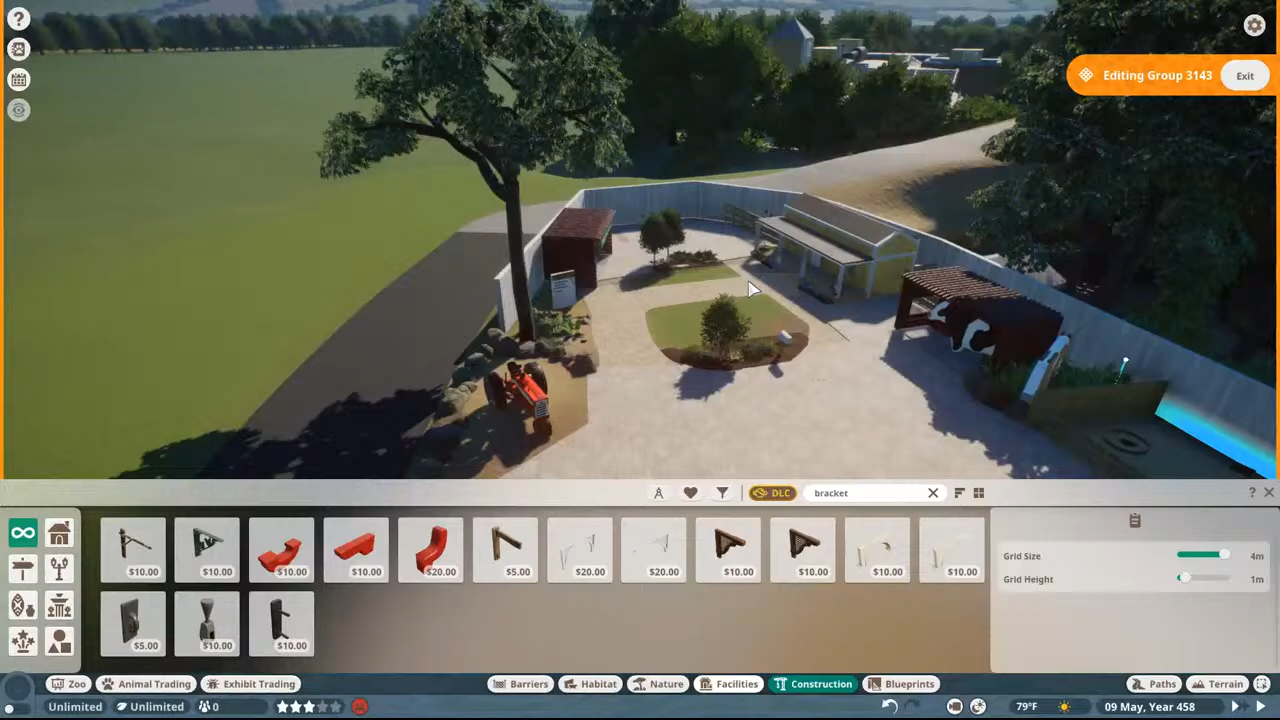 ?
Editing Group 3143 Exit
DLC bracket ?
$10.00 $10.00 $10.00 $10.00 $20.00 $5.00 $20.00 $20.00 $10.00 $10.00 $10.00 $10.00
$5.00 $10.00 $10.00
Grid Size 4m
Grid Height 1m
Zoo Animal Trading Exhibit Trading Barriers Habitat Nature Facilities Construction Blueprints Paths Terrain
Unlimited Unlimited 0 79°F 09 May, Year 458